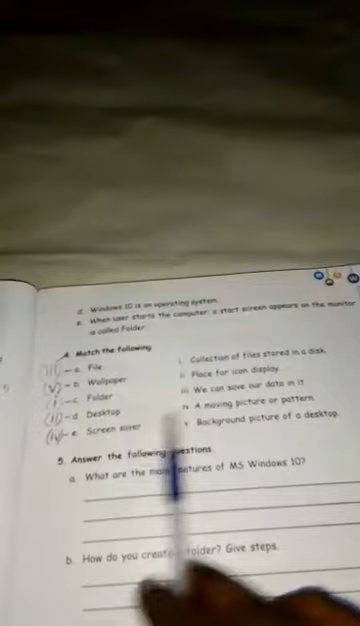 d. Windows 10 is an operating system.
e. When user starts the computer, a start screen appears on the monitor
is called Folder
4. Match the following
(iii) - a. File
i. Collection of files stored in a disk.
(v) - b. Wallpaper
ii. Place for icon display.
(i) - c. Folder
iii. We can save our data in it.
(ii) - d. Desktop
iv. A moving picture or pattern
(iv) - e. Screen saver
v. Background picture of a desktop.
5. Answer the following
a. What are the main of MS Windows 10?
b. How do you create folder? Give steps.